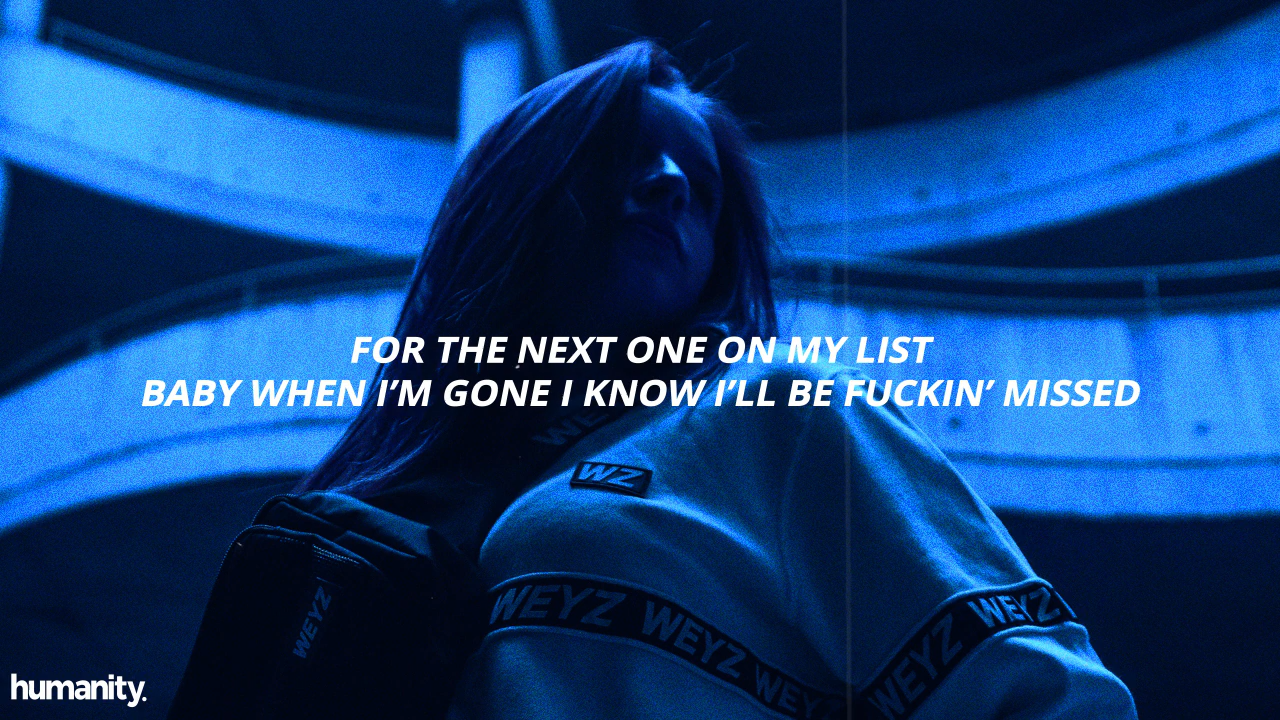 FOR THE NEXT ONE ON MY LIST
BABY WHEN I’M GONE I KNOW I’LL BE FUCKIN’ MISSED
WZ
WEYZ WEYZ WEYZ
WEYZ WEYZ
WEYZ
humanity.